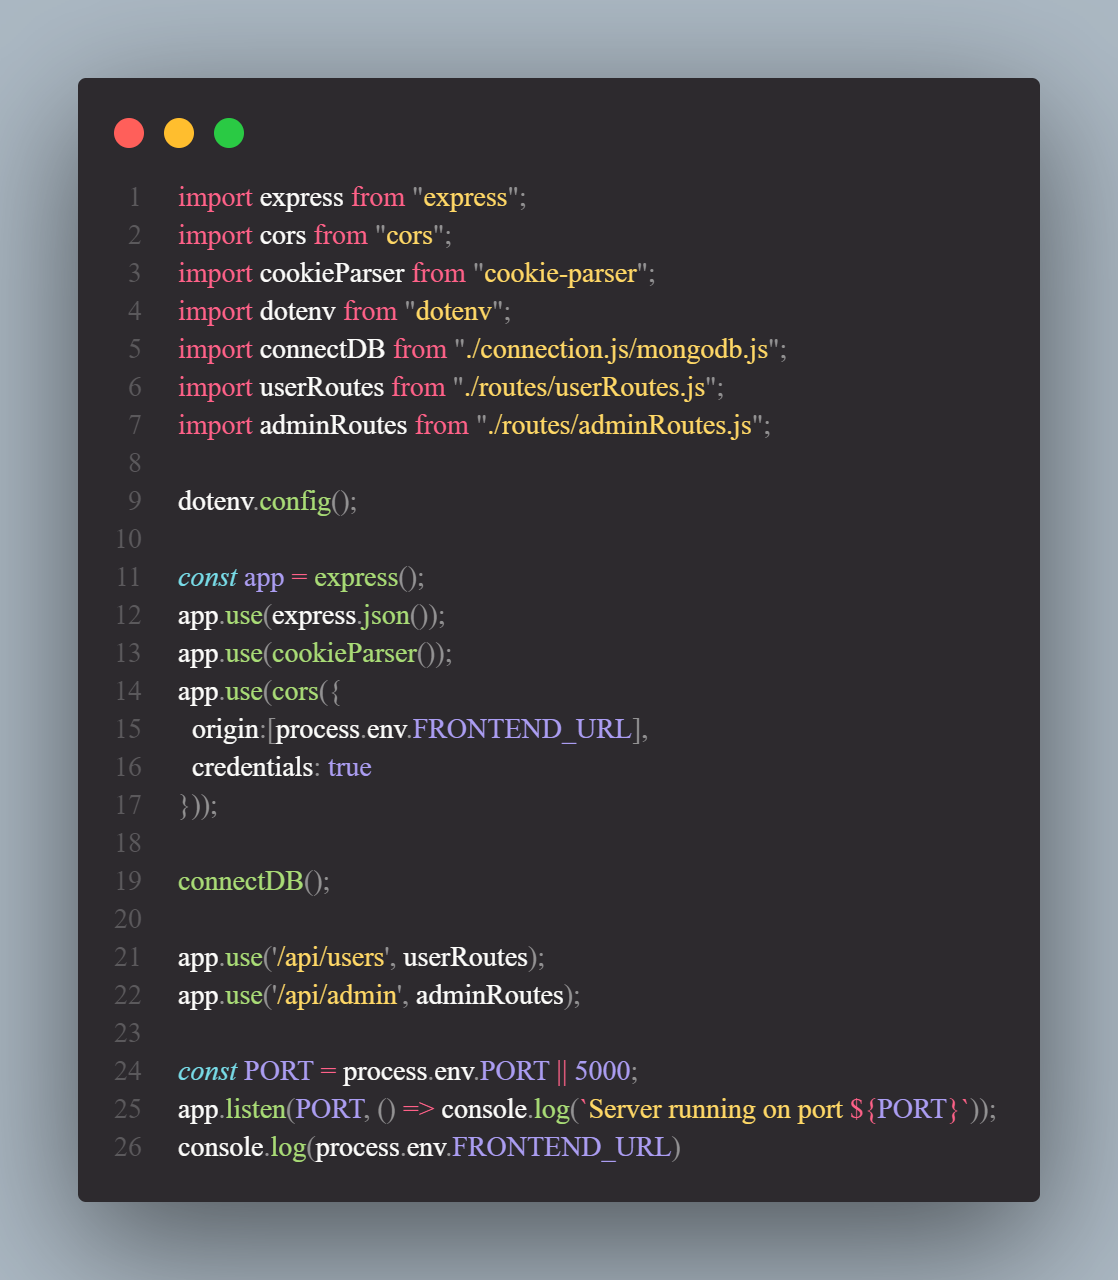 1 import express from "express";
2 import cors from "cors";
3 import cookieParser from "cookie-parser";
4 import dotenv from "dotenv";
5 import connectDB from "./connection.js/mongodb.js";
6 import userRoutes from "./routes/userRoutes.js";
7 import adminRoutes from "./routes/adminRoutes.js";
8
9 dotenv.config();
10
11 const app = express();
12 app.use(express.json());
13 app.use(cookieParser());
14 app.use(cors({
15   origin:[process.env.FRONTEND_URL],
16   credentials: true
17 }));
18
19 connectDB();
20
21 app.use('/api/users', userRoutes);
22 app.use('/api/admin', adminRoutes);
23
24 const PORT = process.env.PORT || 5000;
25 app.listen(PORT, () => console.log(`Server running on port ${PORT}`));
26 console.log(process.env.FRONTEND_URL)